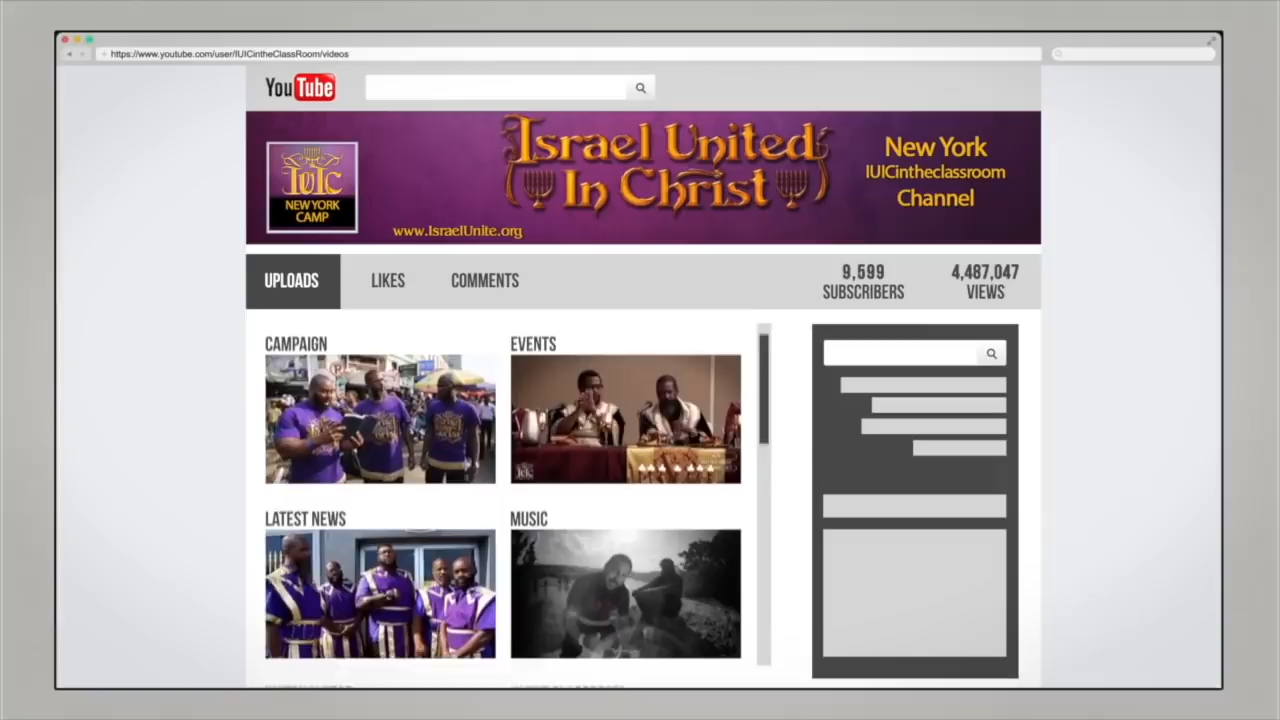 https://www.youtube.com/user/IUICintheClassRoom/videos
YouTube
Israel United
In Christ
IUIC
NEW YORK
CAMP
www.IsraelUnite.org
New York
IUICintheclassroom
Channel
UPLOADS
LIKES
COMMENTS
9,599
SUBSCRIBERS
4,487,047
VIEWS
CAMPAIGN
EVENTS
IUIC
LATEST NEWS
MUSIC